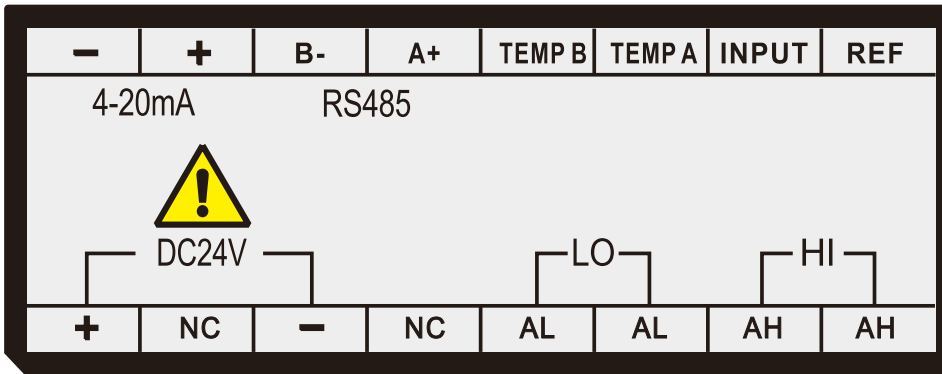 − + B- A+ TEMP B TEMP A INPUT REF
4-20mA RS485
DC24V LO HI
+ NC − NC AL AL AH AH